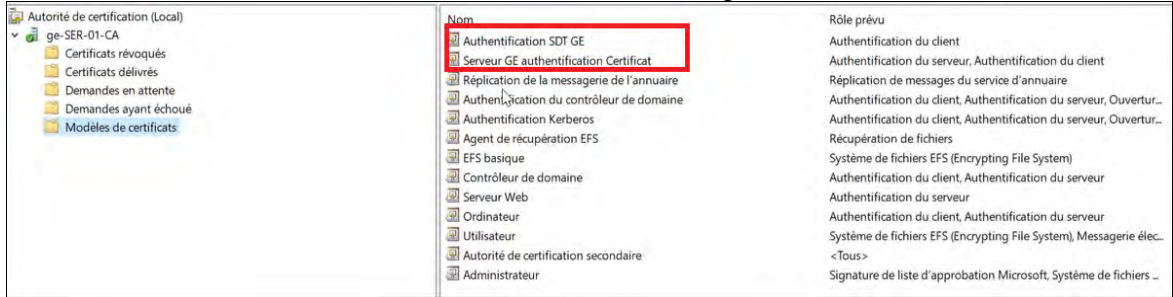 Autorité de certification (Local)
ge-SER-01-CA
Certificats révoqués
Certificats délivrés
Demandes en attente
Demandes ayant échoué
Modèles de certificats
Nom Rôle prévu
Authentification SDT GE Authentification du client
Serveur GE authentification Certificat Authentification du serveur, Authentification du client
Réplication de la messagerie de l'annuaire Réplication de messages du service d'annuaire
Authentification du contrôleur de domaine Authentification du client, Authentification du serveur, Ouvertur...
Authentification Kerberos Authentification du client, Authentification du serveur, Ouvertur...
Agent de récupération EFS Récupération de fichiers
EFS basique Système de fichiers EFS (Encrypting File System)
Contrôleur de domaine Authentification du client, Authentification du serveur
Serveur Web Authentification du serveur
Ordinateur Authentification du client, Authentification du serveur
Utilisateur Système de fichiers EFS (Encrypting File System), Messagerie élec...
Autorité de certification secondaire <Tous>
Administrateur Signature de liste d'approbation Microsoft, Système de fichiers ...